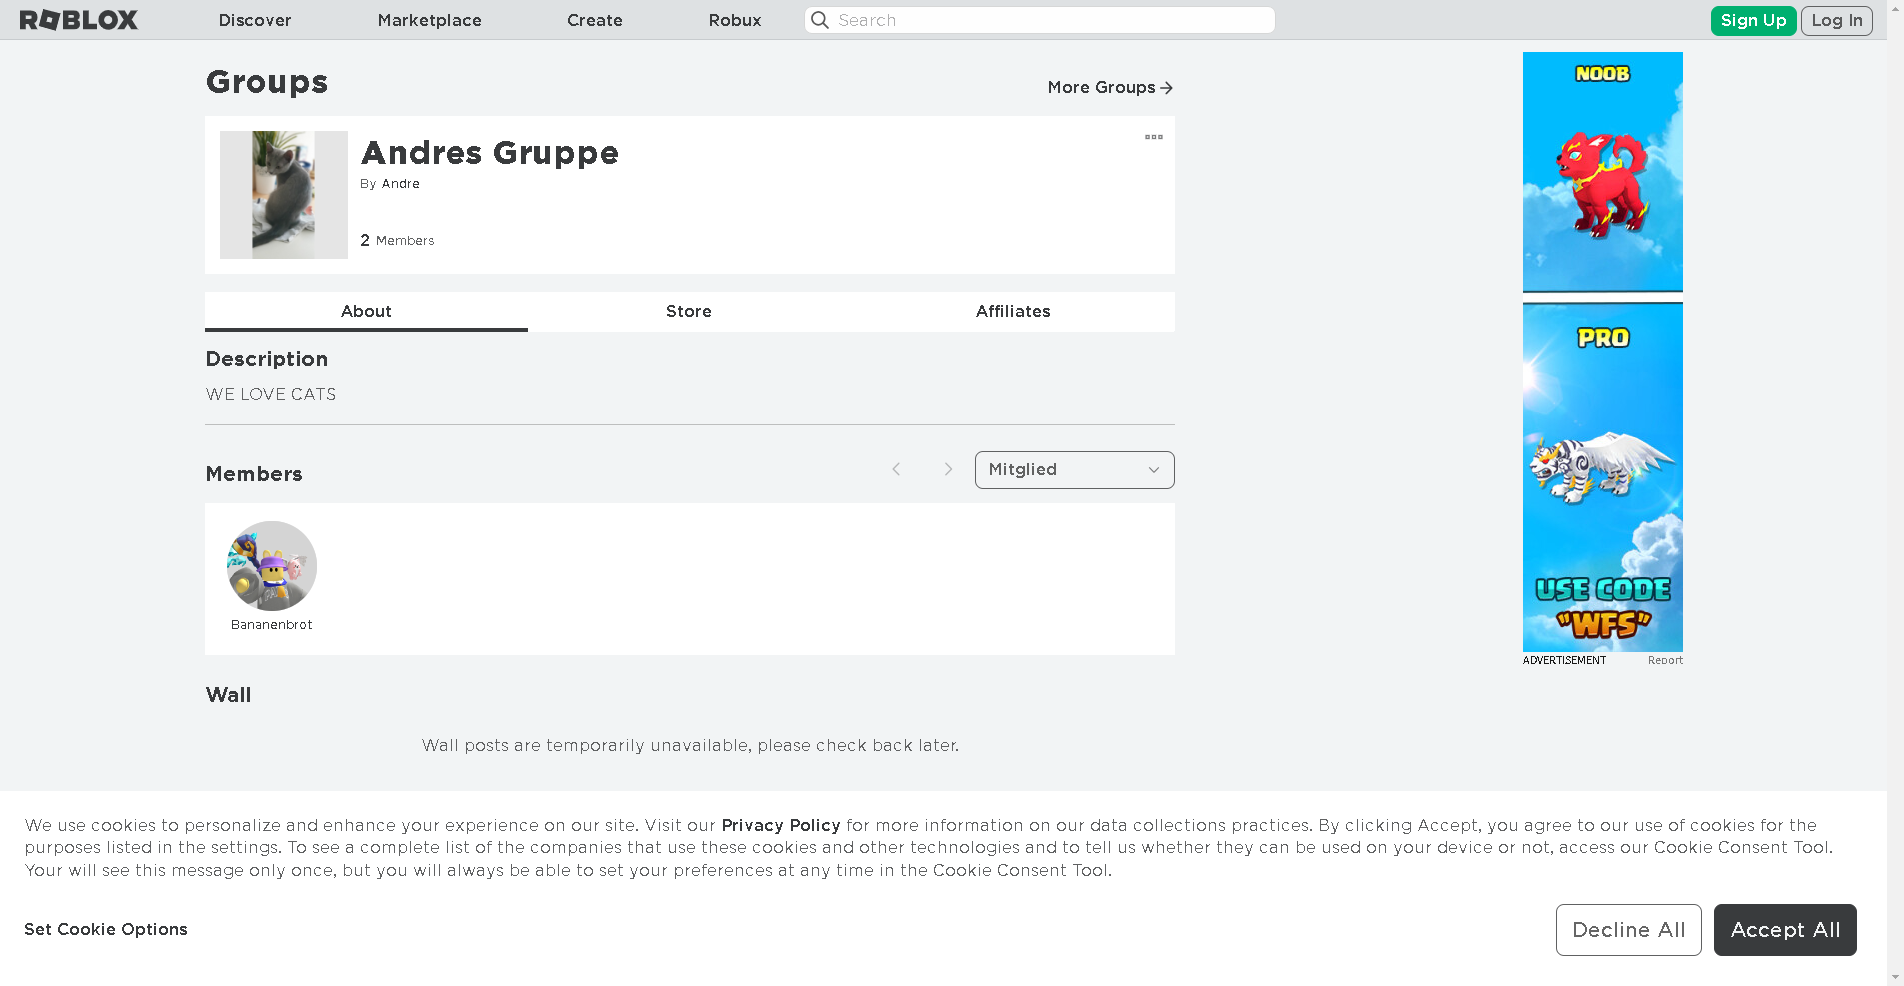 ROBLOX Discover Marketplace Create Robux Search Sign Up Log In
Groups
More Groups
Andres Gruppe
By Andre
2 Members
About Store Affiliates
Description
WE LOVE CATS
Members
Mitglied
Bananenbrot
Wall
Wall posts are temporarily unavailable, please check back later.
NOOB
PRO
USE CODE
"WFS"
ADVERTISEMENT Report
We use cookies to personalize and enhance your experience on our site. Visit our Privacy Policy for more information on our data collections practices. By clicking Accept, you agree to our use of cookies for the
purposes listed in the settings. To see a complete list of the companies that use these cookies and other technologies and to tell us whether they can be used on your device or not, access our Cookie Consent Tool.
Your will see this message only once, but you will always be able to set your preferences at any time in the Cookie Consent Tool.
Set Cookie Options
Decline All Accept All